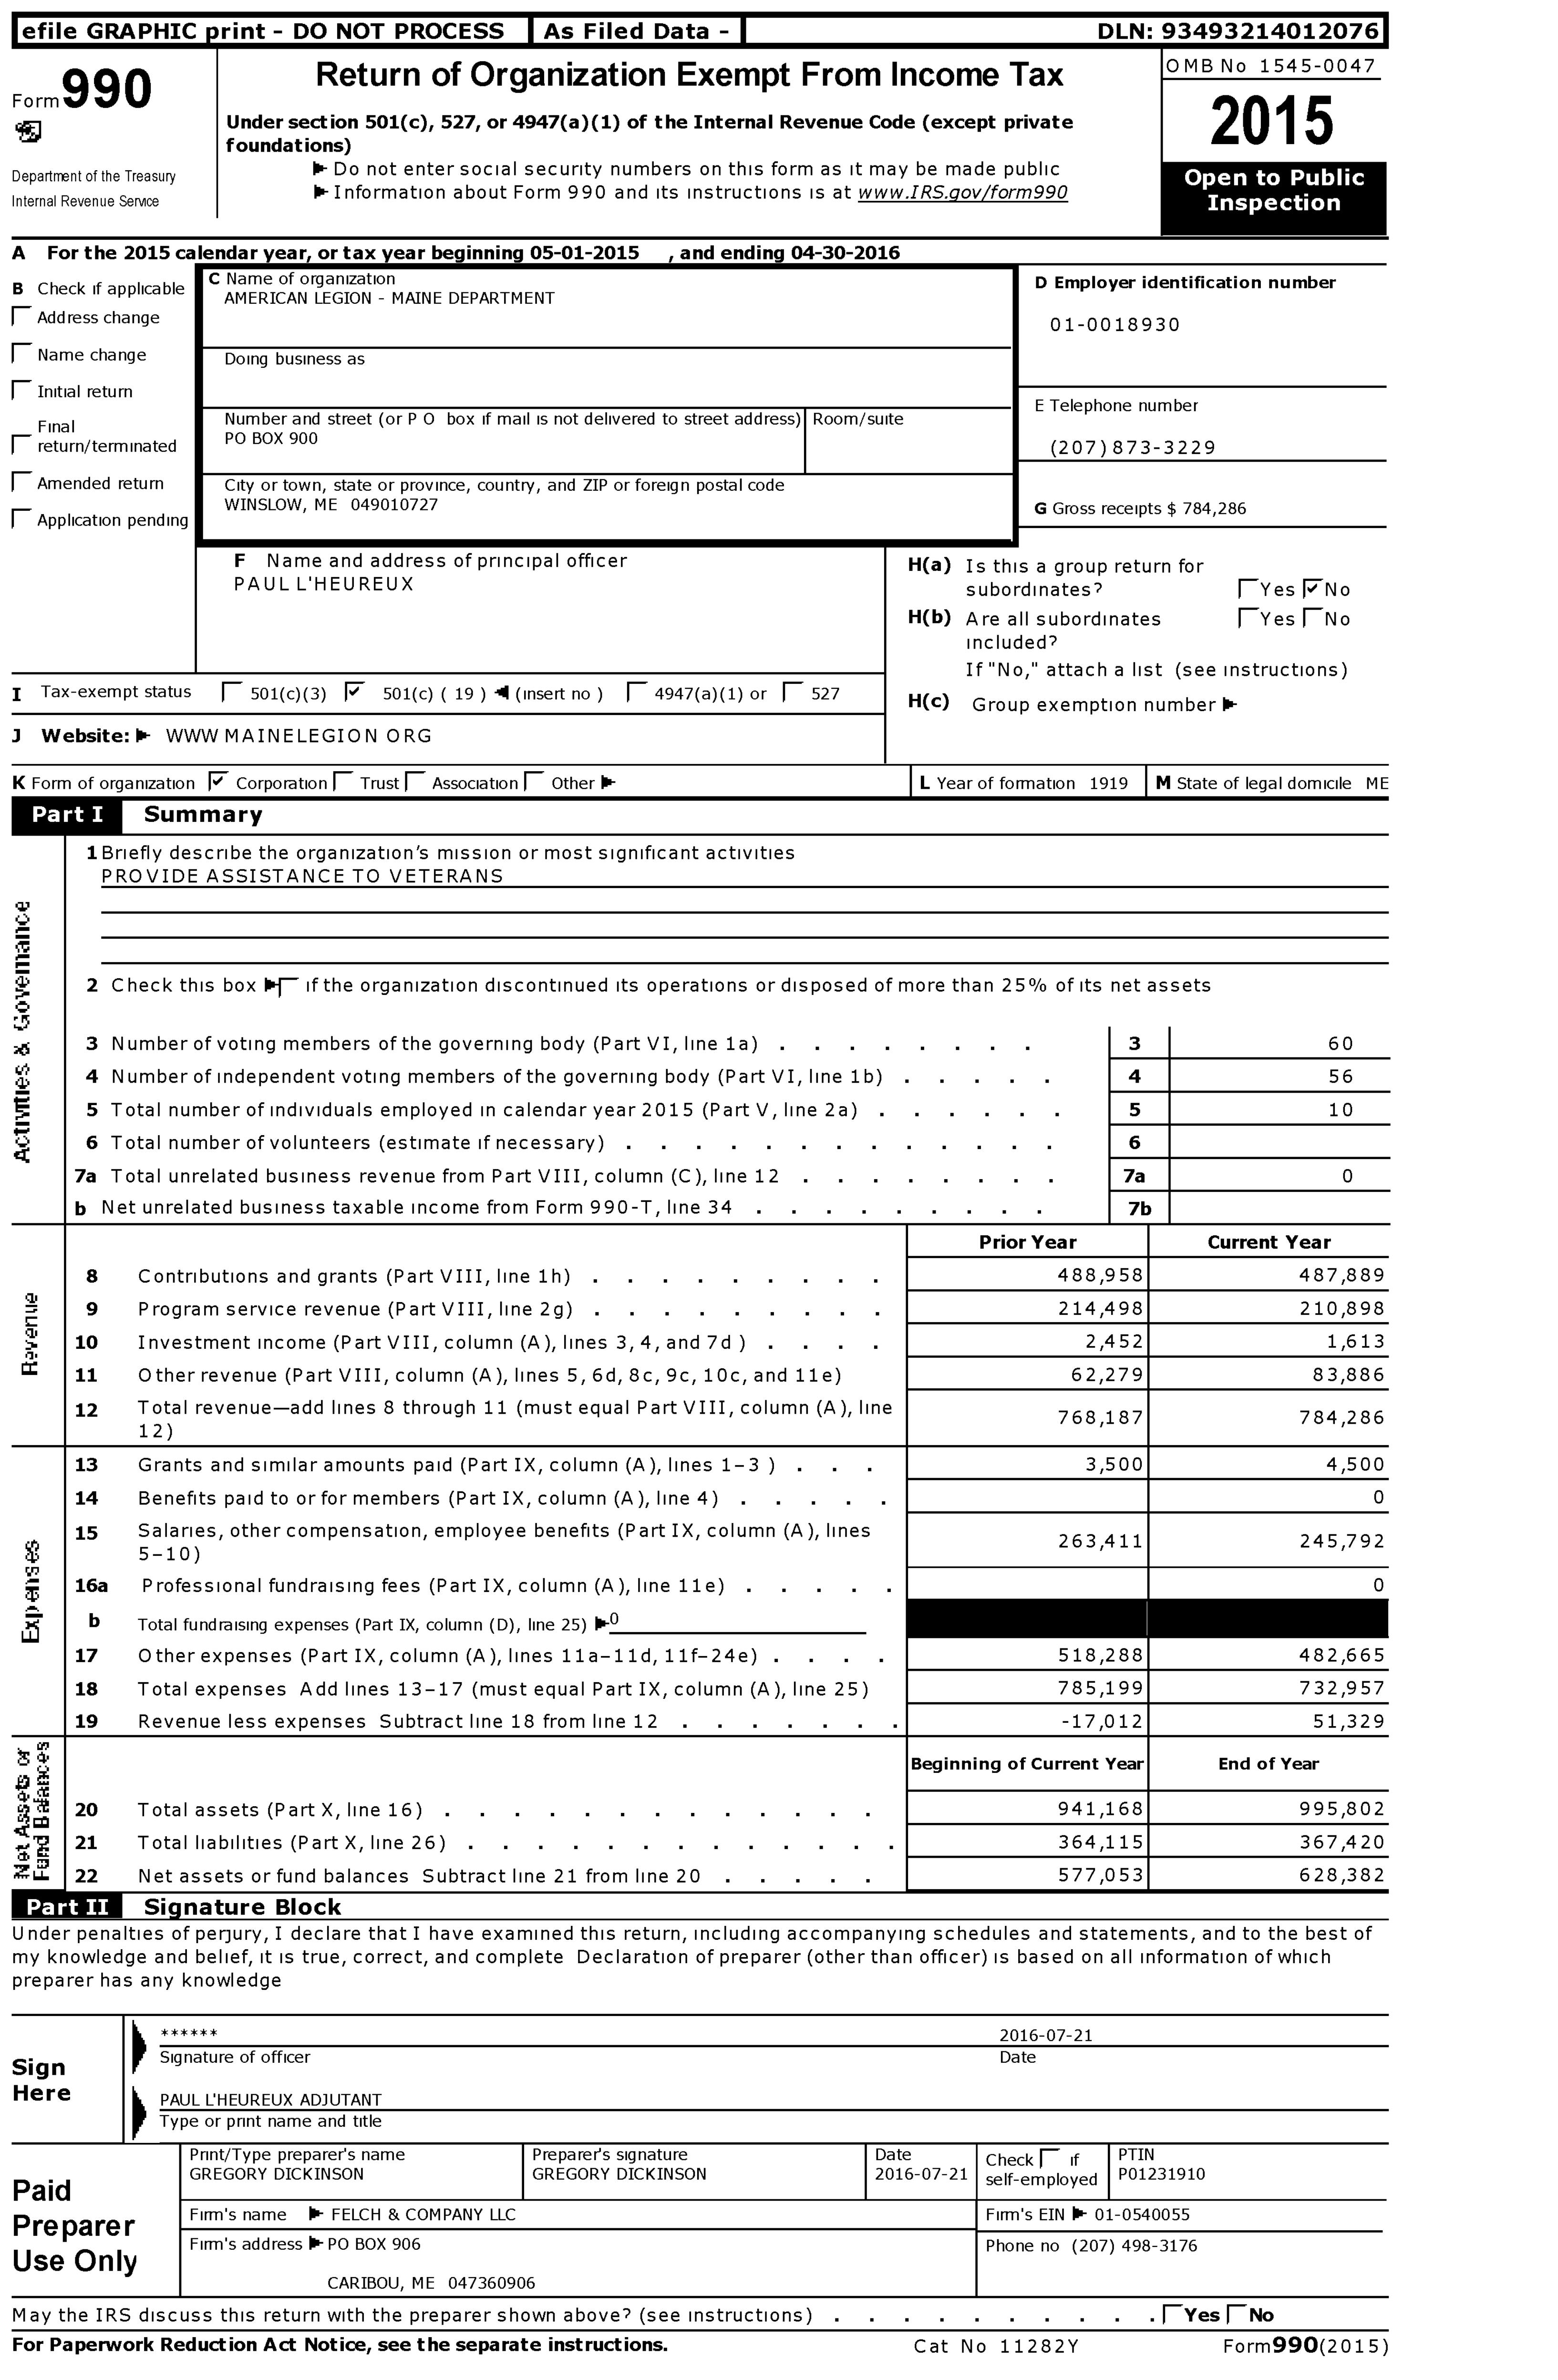 efile GRAPHIC print - DO NOT PROCESS As Filed Data - DLN: 93493214012076
Form 990
Department of the Treasury
Internal Revenue Service
Return of Organization Exempt From Income Tax
Under section 501(c), 527, or 4947(a)(1) of the Internal Revenue Code (except private
foundations)
Do not enter social security numbers on this form as it may be made public
Information about Form 990 and its instructions is at www.IRS.gov/form990
OMB No 1545-0047
2015
Open to Public
Inspection
A For the 2015 calendar year, or tax year beginning 05-01-2015 , and ending 04-30-2016
B Check if applicable
Address change
Name change
Initial return
Final
return/terminated
Amended return
Application pending
C Name of organization
AMERICAN LEGION - MAINE DEPARTMENT
Doing business as
Number and street (or P O box if mail is not delivered to street address) Room/suite
PO BOX 900
City or town, state or province, country, and ZIP or foreign postal code
WINSLOW, ME 049010727
D Employer identification number
01-0018930
E Telephone number
(207) 873-3229
G Gross receipts $ 784,286
F Name and address of principal officer
PAUL L'HEUREUX
H(a) Is this a group return for
subordinates? Yes No
H(b) Are all subordinates Yes No
included?
If "No," attach a list (see instructions)
H(c) Group exemption number
I Tax-exempt status 501(c)(3) 501(c) ( 19 ) (insert no ) 4947(a)(1) or 527
J Website: WWW MAINELEGION ORG
K Form of organization Corporation Trust Association Other
L Year of formation 1919 M State of legal domicile ME
Part I Summary
Activities & Governance
1 Briefly describe the organization's mission or most significant activities
PROVIDE ASSISTANCE TO VETERANS
2 Check this box if the organization discontinued its operations or disposed of more than 25% of its net assets
3 Number of voting members of the governing body (Part VI, line 1a) . . . . . . . . 3 60
4 Number of independent voting members of the governing body (Part VI, line 1b) . . . . . 4 56
5 Total number of individuals employed in calendar year 2015 (Part V, line 2a) . . . . . . 5 10
6 Total number of volunteers (estimate if necessary) . . . . . . . . . . . . . 6
7a Total unrelated business revenue from Part VIII, column (C), line 12 . . . . . . . . 7a 0
b Net unrelated business taxable income from Form 990-T, line 34 . . . . . . . . . 7b
Prior Year Current Year
Revenue
8 Contributions and grants (Part VIII, line 1h) . . . . . . . . . 488,958 487,889
9 Program service revenue (Part VIII, line 2g) . . . . . . . . . 214,498 210,898
10 Investment income (Part VIII, column (A), lines 3, 4, and 7d ) . . . . 2,452 1,613
11 Other revenue (Part VIII, column (A), lines 5, 6d, 8c, 9c, 10c, and 11e) 62,279 83,886
12 Total revenue—add lines 8 through 11 (must equal Part VIII, column (A), line
12) 768,187 784,286
Expenses
13 Grants and similar amounts paid (Part IX, column (A), lines 1–3 ) . . . 3,500 4,500
14 Benefits paid to or for members (Part IX, column (A), line 4) . . . . . 0
15 Salaries, other compensation, employee benefits (Part IX, column (A), lines
5–10) 263,411 245,792
16a Professional fundraising fees (Part IX, column (A), line 11e) . . . . . 0
b Total fundraising expenses (Part IX, column (D), line 25) 0
17 Other expenses (Part IX, column (A), lines 11a–11d, 11f–24e) . . . . 518,288 482,665
18 Total expenses Add lines 13–17 (must equal Part IX, column (A), line 25) 785,199 732,957
19 Revenue less expenses Subtract line 18 from line 12 . . . . . . . -17,012 51,329
Net Assets or
Fund Balances
Beginning of Current Year End of Year
20 Total assets (Part X, line 16) . . . . . . . . . . . . . 941,168 995,802
21 Total liabilities (Part X, line 26) . . . . . . . . . . . . . 364,115 367,420
22 Net assets or fund balances Subtract line 21 from line 20 . . . . . 577,053 628,382
Part II Signature Block
Under penalties of perjury, I declare that I have examined this return, including accompanying schedules and statements, and to the best of
my knowledge and belief, it is true, correct, and complete Declaration of preparer (other than officer) is based on all information of which
preparer has any knowledge
Sign
Here
****** 2016-07-21
Signature of officer Date
PAUL L'HEUREUX ADJUTANT
Type or print name and title
Paid
Preparer
Use Only
Print/Type preparer's name Preparer's signature Date Check if PTIN
GREGORY DICKINSON GREGORY DICKINSON 2016-07-21 self-employed P01231910
Firm's name FELCH & COMPANY LLC Firm's EIN 01-0540055
Firm's address PO BOX 906 Phone no (207) 498-3176
CARIBOU, ME 047360906
May the IRS discuss this return with the preparer shown above? (see instructions) . . . . . . . . . . Yes No
For Paperwork Reduction Act Notice, see the separate instructions. Cat No 11282Y Form 990 (2015)